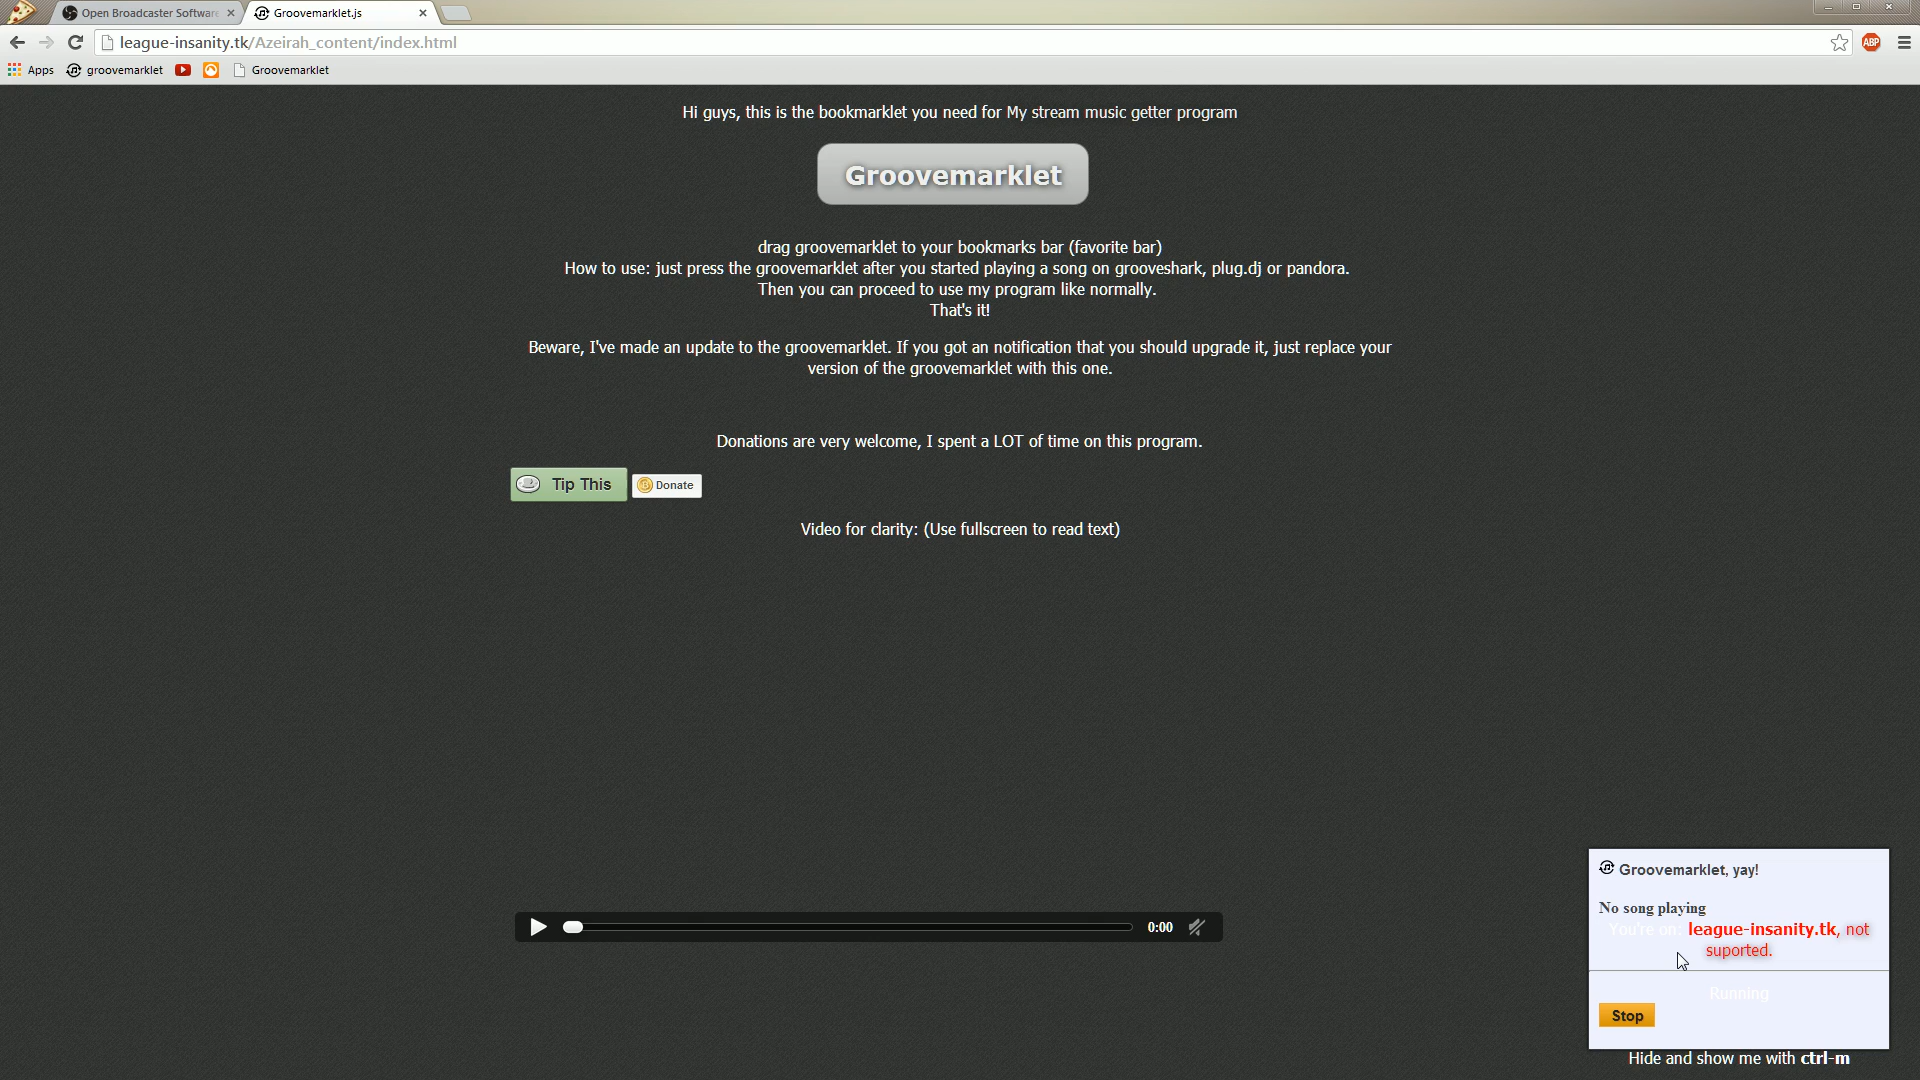 Open Broadcaster Software
Groovemarklet.js
league-insanity.tk/Azeirah_content/index.html
ABP
Apps
groovemarklet
Groovemarklet
Hi guys, this is the bookmarklet you need for My stream music getter program
Groovemarklet
drag groovemarklet to your bookmarks bar (favorite bar)
How to use: just press the groovemarklet after you started playing a song on grooveshark, plug.dj or pandora.
Then you can proceed to use my program like normally.
That's it!
Beware, I've made an update to the groovemarklet. If you got an notification that you should upgrade it, just replace your
version of the groovemarklet with this one.
Donations are very welcome, I spent a LOT of time on this program.
Tip This
Donate
Video for clarity: (Use fullscreen to read text)
0:00
Groovemarklet, yay!
No song playing
You're on: league-insanity.tk, not
suported.
Running
Stop
Hide and show me with ctrl-m